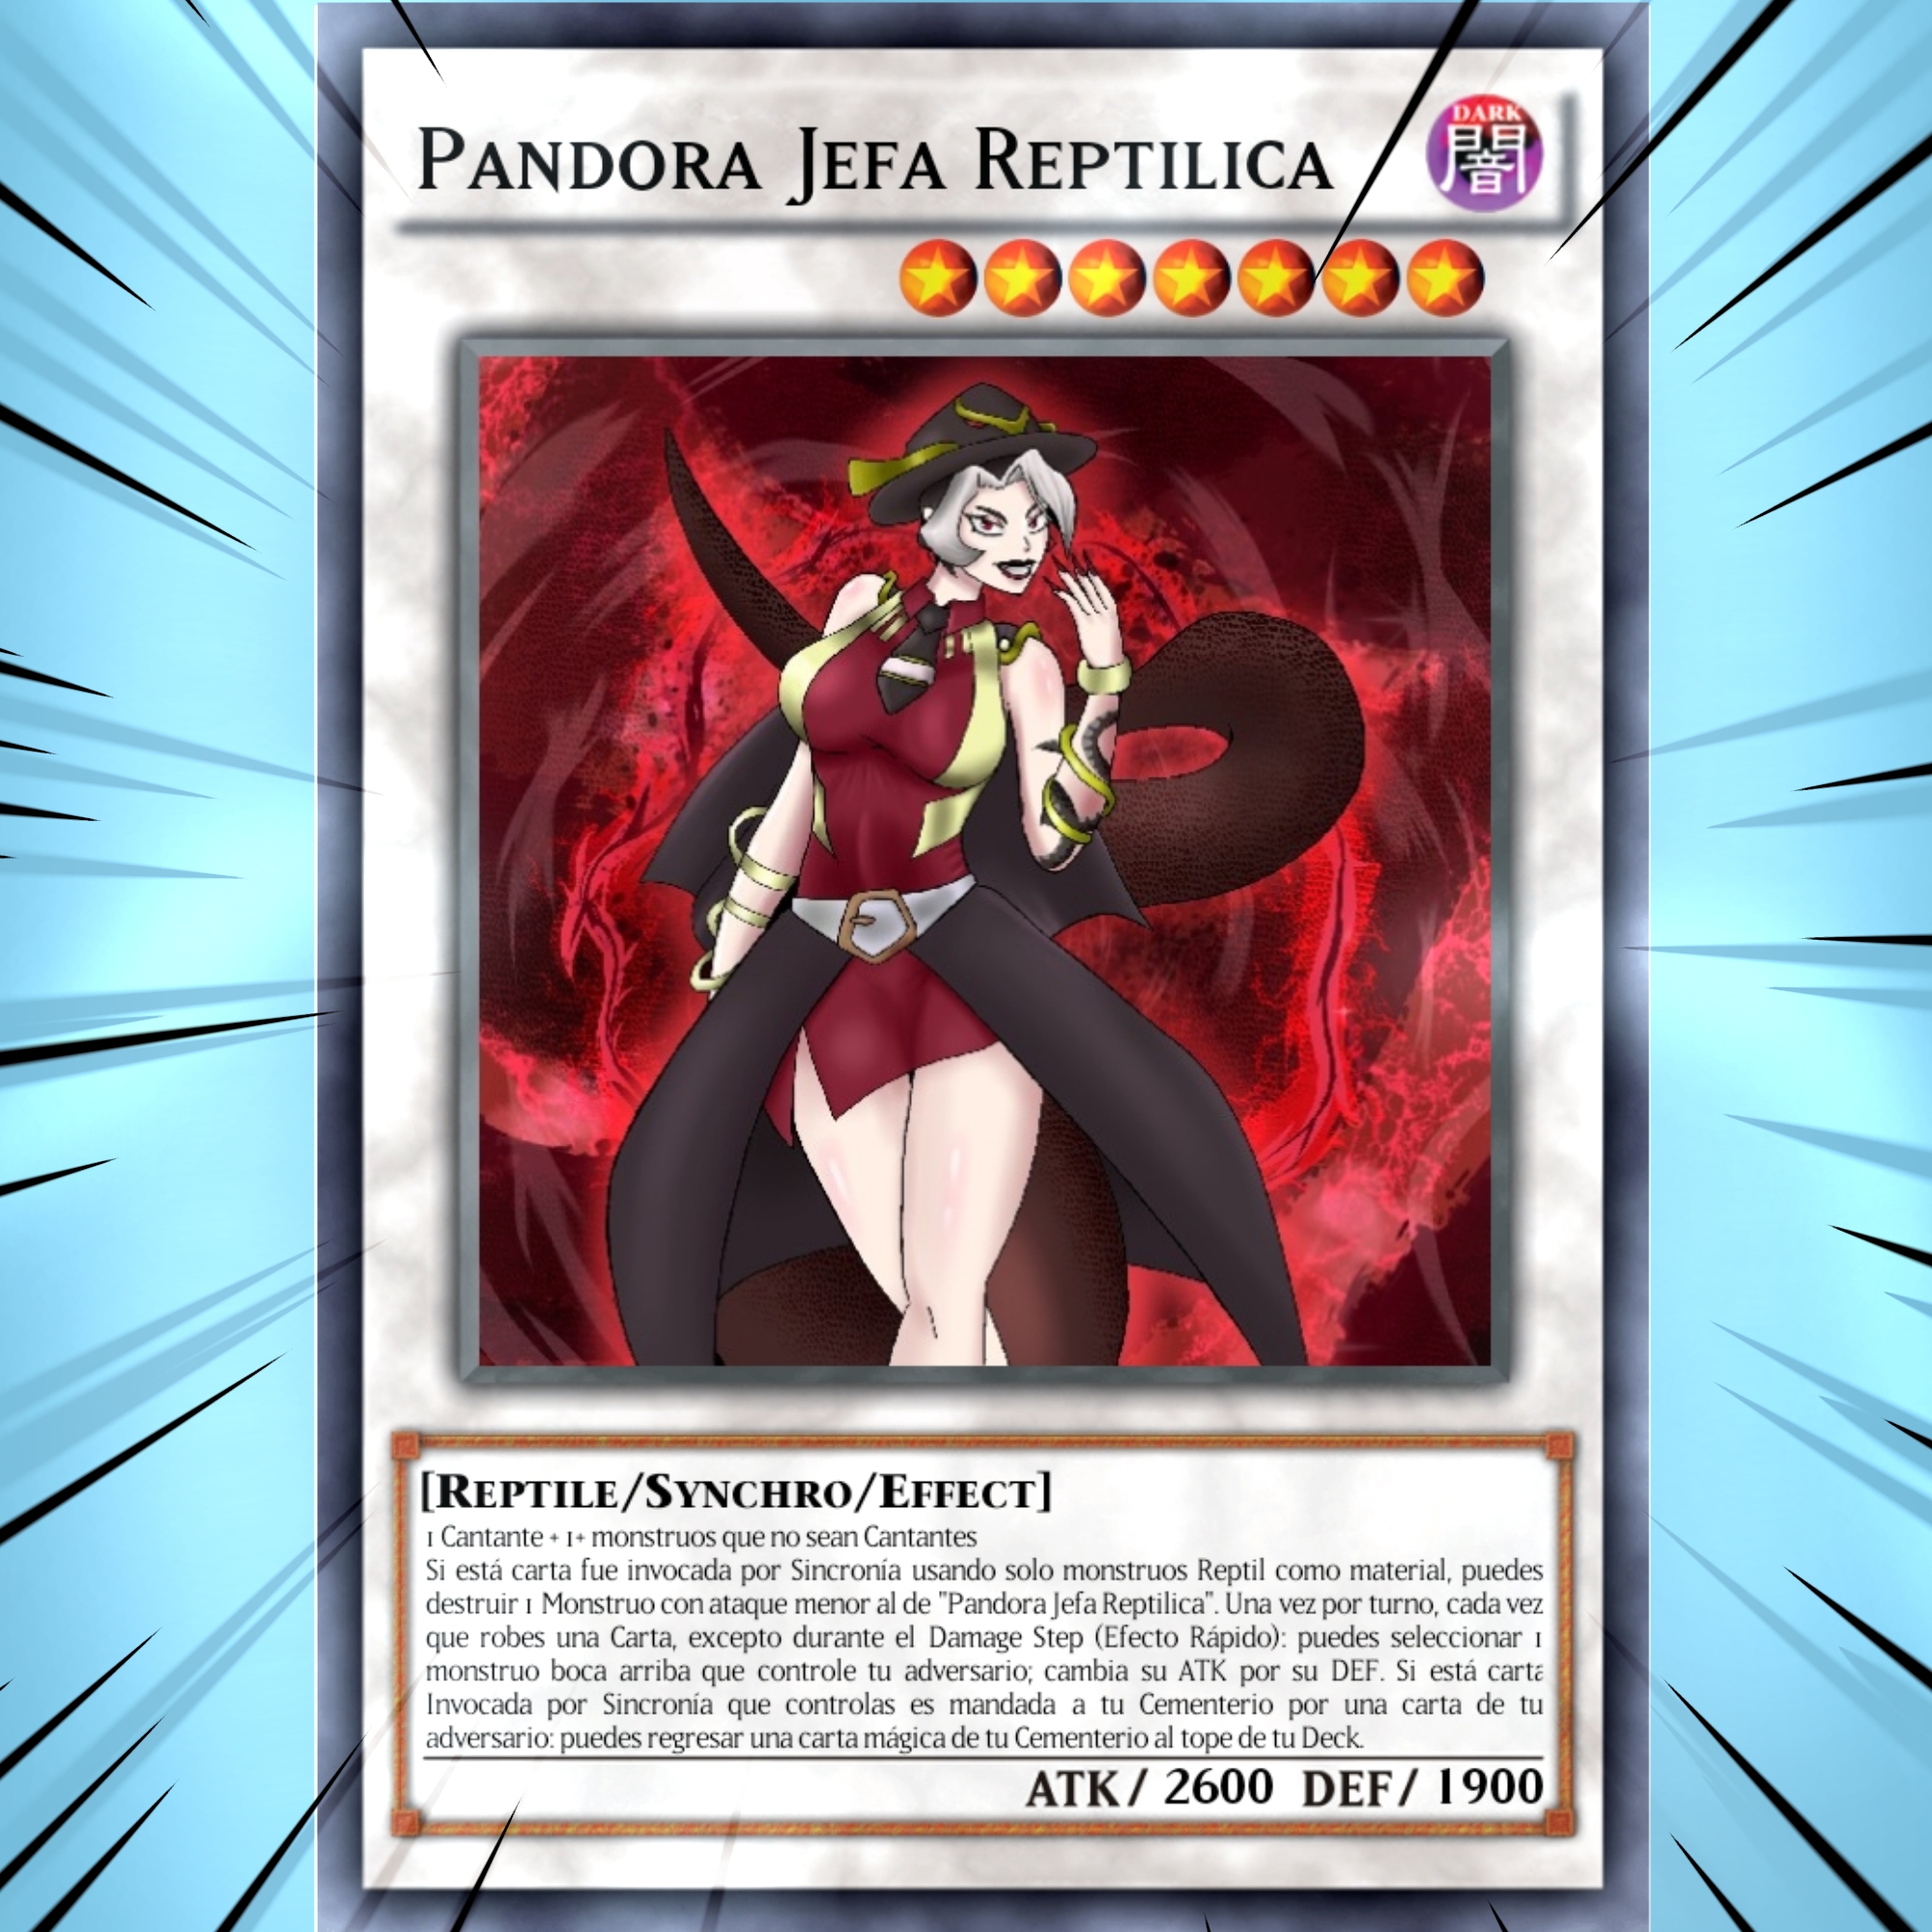 PANDORA JEFA REPTILICA
DARK
闇
[REPTILE/SYNCHRO/EFFECT]
1 Cantante + 1+ monstruos que no sean Cantantes
Si está carta fue invocada por Sincronía usando solo monstruos Reptil como material, puedes
destruir 1 Monstruo con ataque menor al de "Pandora Jefa Reptilica". Una vez por turno, cada vez
que robes una Carta, excepto durante el Damage Step (Efecto Rápido): puedes seleccionar 1
monstruo boca arriba que controle tu adversario; cambia su ATK por su DEF. Si está carta
Invocada por Sincronía que controlas es mandada a tu Cementerio por una carta de tu
adversario: puedes regresar una carta mágica de tu Cementerio al tope de tu Deck.
ATK/ 2600 DEF/ 1900